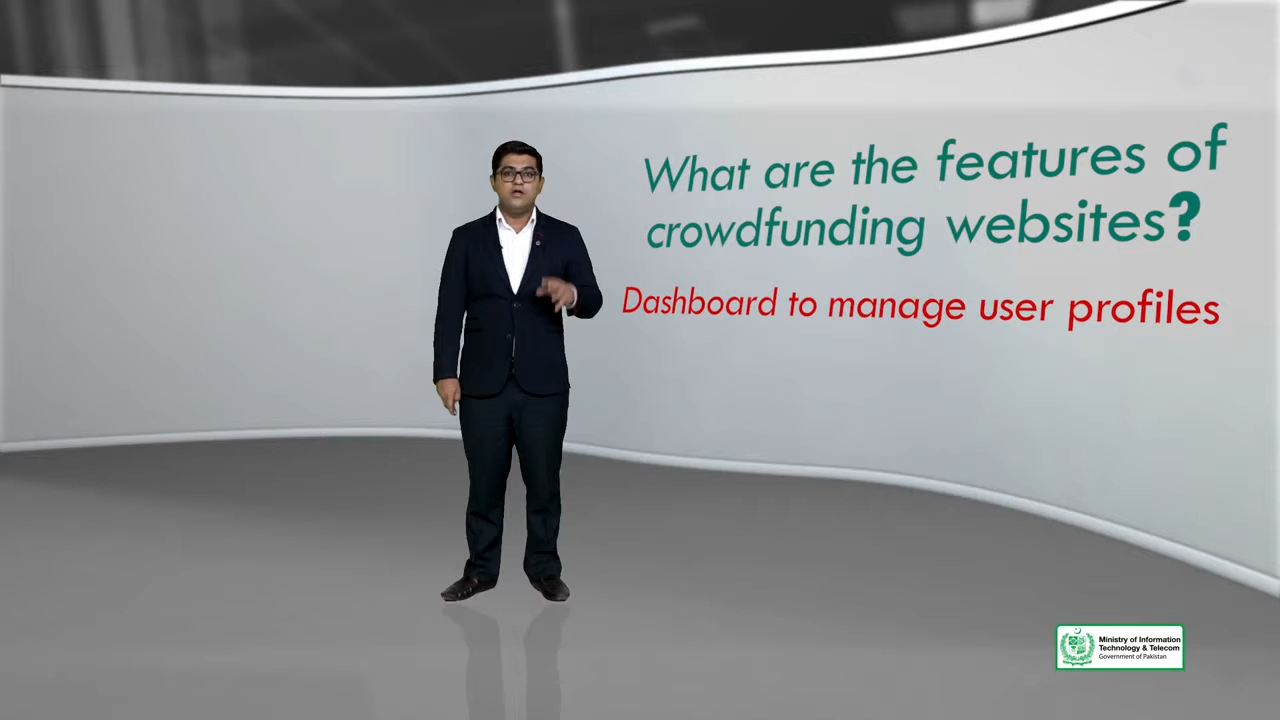 What are the features of
crowdfunding websites?
Dashboard to manage user profiles
Ministry of Information
Technology & Telecom
Government of Pakistan